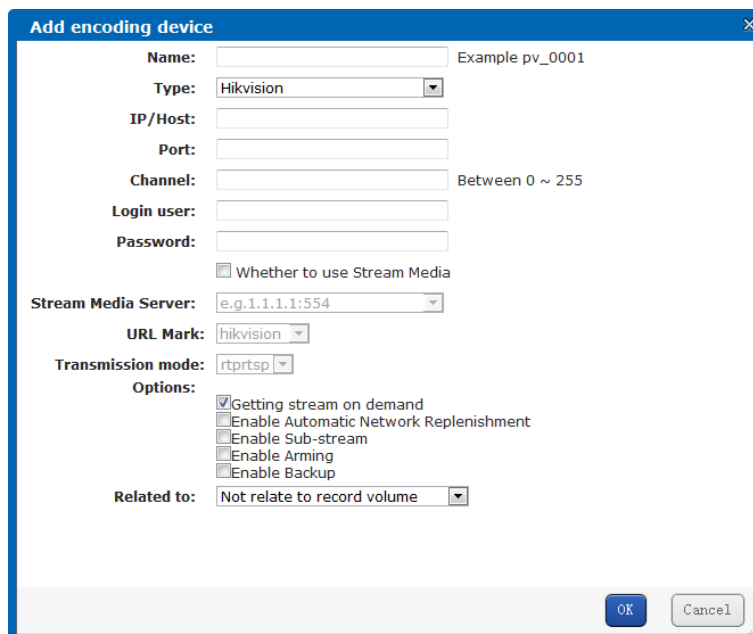 Add encoding device
Name: Example pv_0001
Type: Hikvision
IP/Host:
Port:
Channel: Between 0 ~ 255
Login user:
Password:
Whether to use Stream Media
Stream Media Server: e.g.1.1.1.1:554
URL Mark: hikvision
Transmission mode: rtprtsp
Options:
Getting stream on demand
Enable Automatic Network Replenishment
Enable Sub-stream
Enable Arming
Enable Backup
Related to: Not relate to record volume
OK Cancel